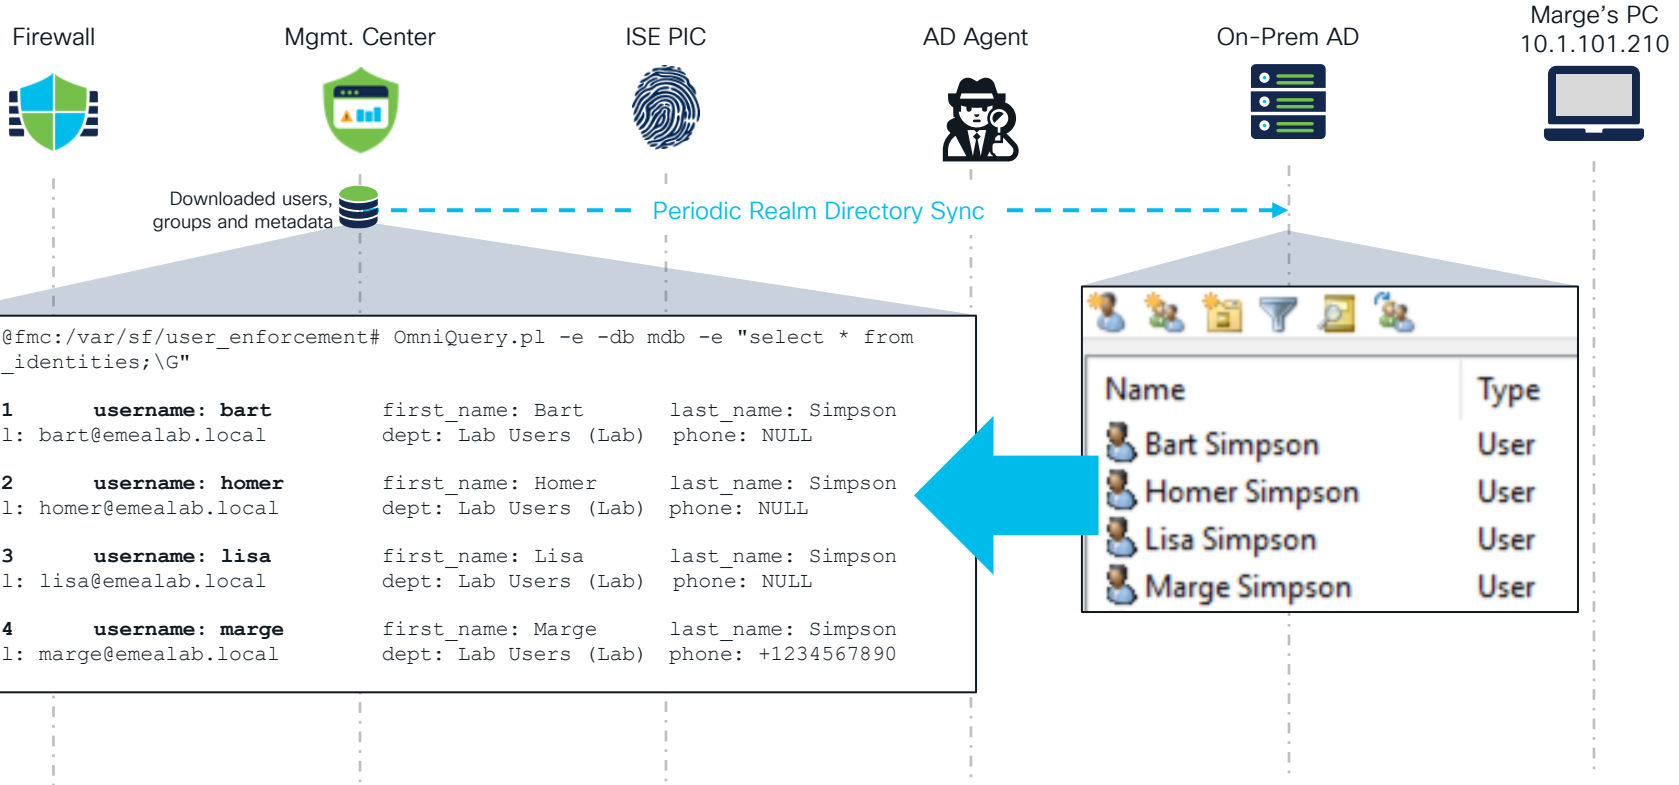 Firewall
Mgmt. Center
ISE PIC
AD Agent
On-Prem AD
Marge's PC
10.1.101.210
Downloaded users,
groups and metadata
Periodic Realm Directory Sync
@fmc:/var/sf/user_enforcement# OmniQuery.pl -e -db mdb -e "select * from
_identities;\G"
1 username: bart first_name: Bart last_name: Simpson
l: bart@emealab.local dept: Lab Users (Lab) phone: NULL
2 username: homer first_name: Homer last_name: Simpson
l: homer@emealab.local dept: Lab Users (Lab) phone: NULL
3 username: lisa first_name: Lisa last_name: Simpson
l: lisa@emealab.local dept: Lab Users (Lab) phone: NULL
4 username: marge first_name: Marge last_name: Simpson
l: marge@emealab.local dept: Lab Users (Lab) phone: +1234567890
Name Type
Bart Simpson User
Homer Simpson User
Lisa Simpson User
Marge Simpson User